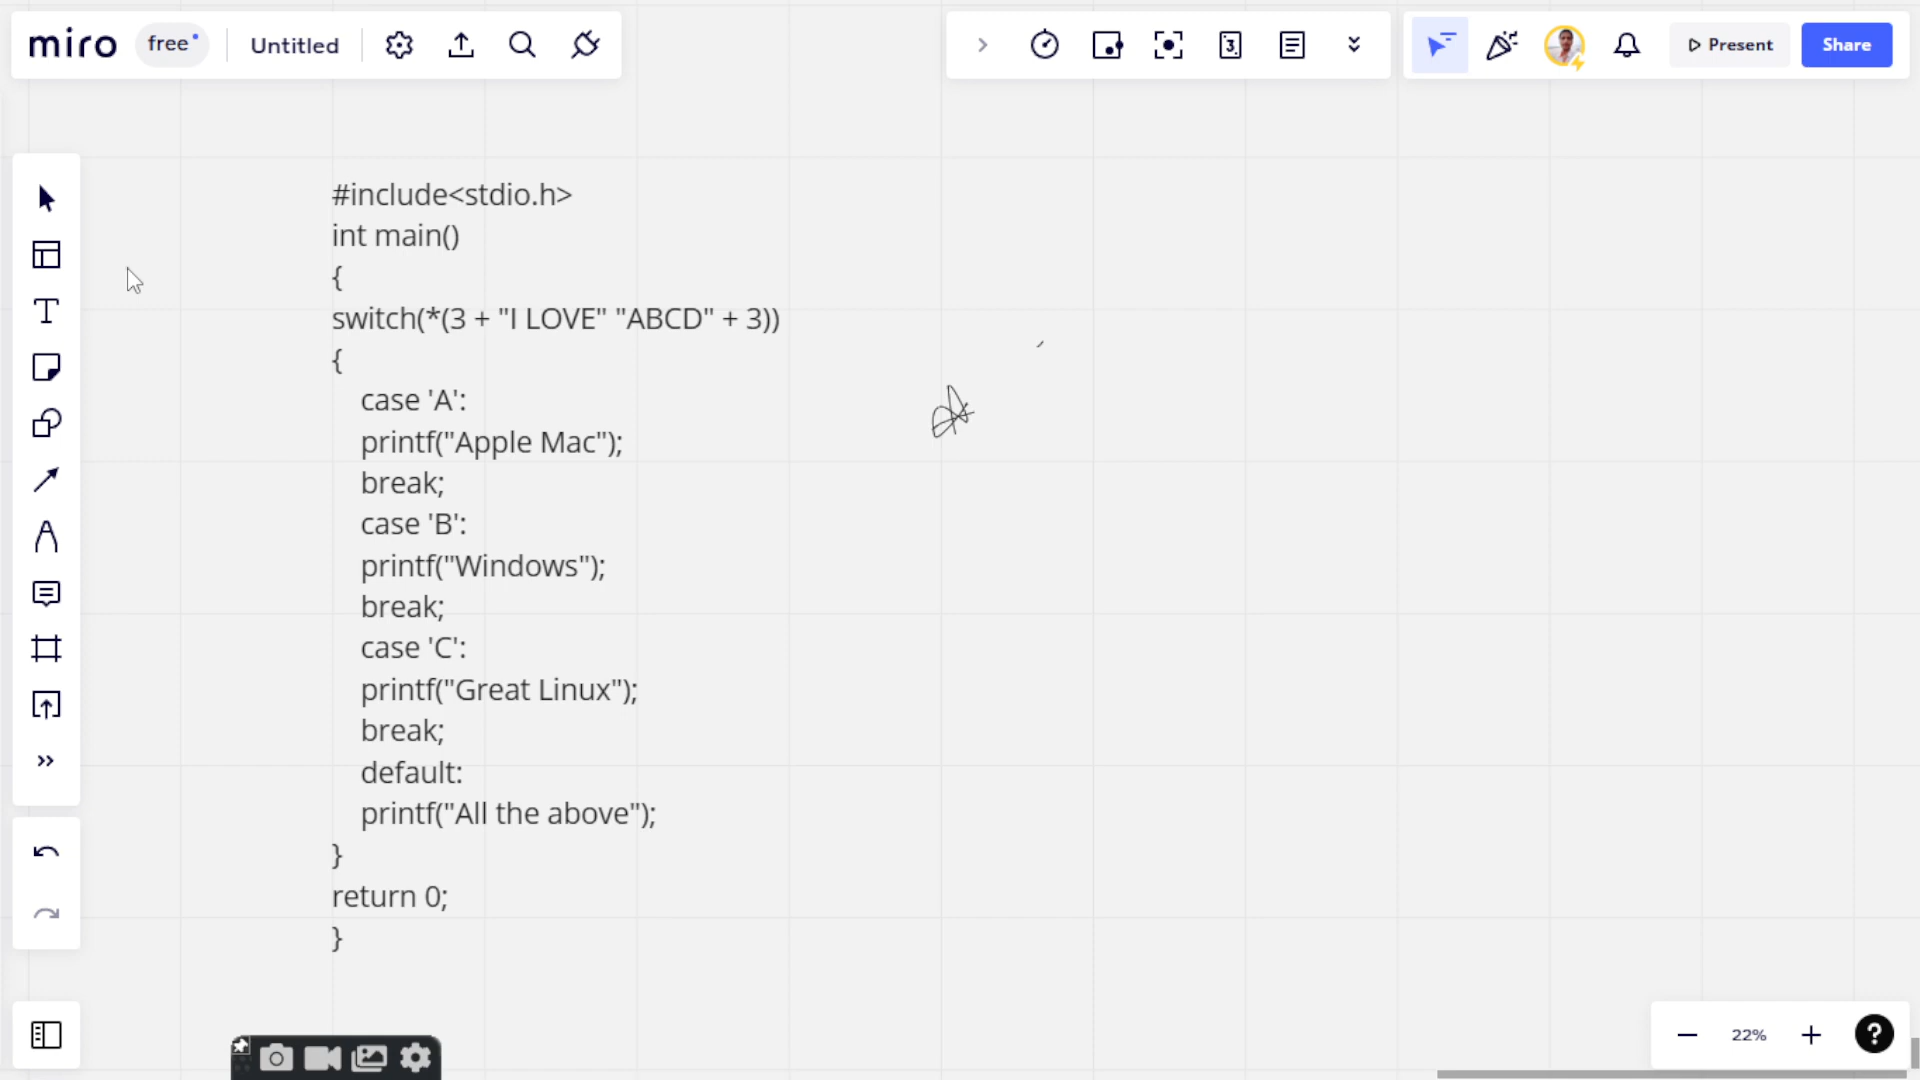 miro free Untitled Present Share
#include<stdio.h>
int main()
{
switch(*(3 + "I LOVE" "ABCD" + 3))
{
case 'A':
printf("Apple Mac");
break;
case 'B':
printf("Windows");
break;
case 'C':
printf("Great Linux");
break;
default:
printf("All the above");
}
return 0;
}
22%